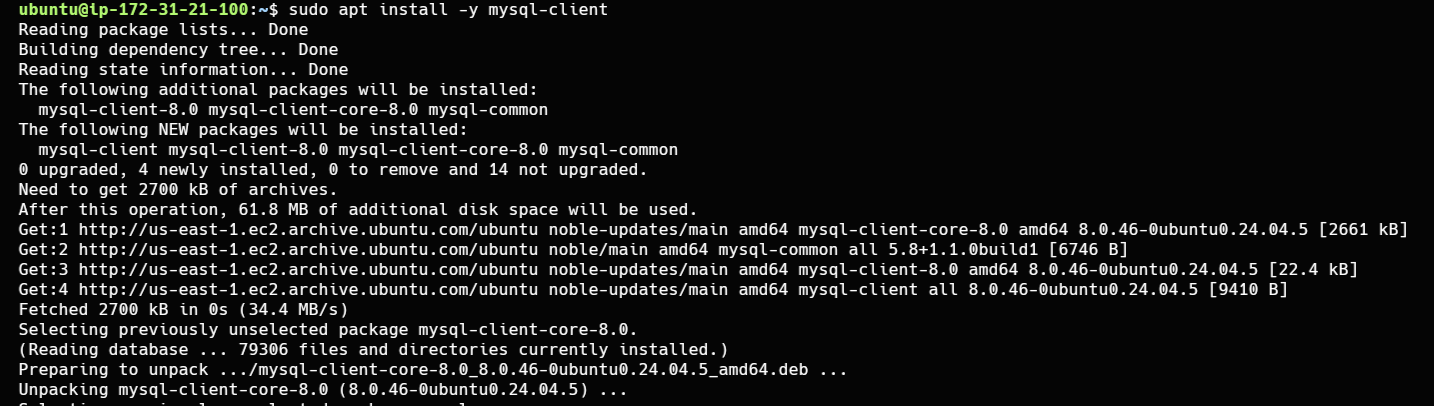 ubuntu@ip-172-31-21-100:~$ sudo apt install -y mysql-client
Reading package lists... Done
Building dependency tree... Done
Reading state information... Done
The following additional packages will be installed:
  mysql-client-8.0 mysql-client-core-8.0 mysql-common
The following NEW packages will be installed:
  mysql-client mysql-client-8.0 mysql-client-core-8.0 mysql-common
0 upgraded, 4 newly installed, 0 to remove and 14 not upgraded.
Need to get 2700 kB of archives.
After this operation, 61.8 MB of additional disk space will be used.
Get:1 http://us-east-1.ec2.archive.ubuntu.com/ubuntu noble-updates/main amd64 mysql-client-core-8.0 amd64 8.0.46-0ubuntu0.24.04.5 [2661 kB]
Get:2 http://us-east-1.ec2.archive.ubuntu.com/ubuntu noble/main amd64 mysql-common all 5.8+1.1.0build1 [6746 B]
Get:3 http://us-east-1.ec2.archive.ubuntu.com/ubuntu noble-updates/main amd64 mysql-client-8.0 amd64 8.0.46-0ubuntu0.24.04.5 [22.4 kB]
Get:4 http://us-east-1.ec2.archive.ubuntu.com/ubuntu noble-updates/main amd64 mysql-client all 8.0.46-0ubuntu0.24.04.5 [9410 B]
Fetched 2700 kB in 0s (34.4 MB/s)
Selecting previously unselected package mysql-client-core-8.0.
(Reading database ... 79306 files and directories currently installed.)
Preparing to unpack .../mysql-client-core-8.0_8.0.46-0ubuntu0.24.04.5_amd64.deb ...
Unpacking mysql-client-core-8.0 (8.0.46-0ubuntu0.24.04.5) ...